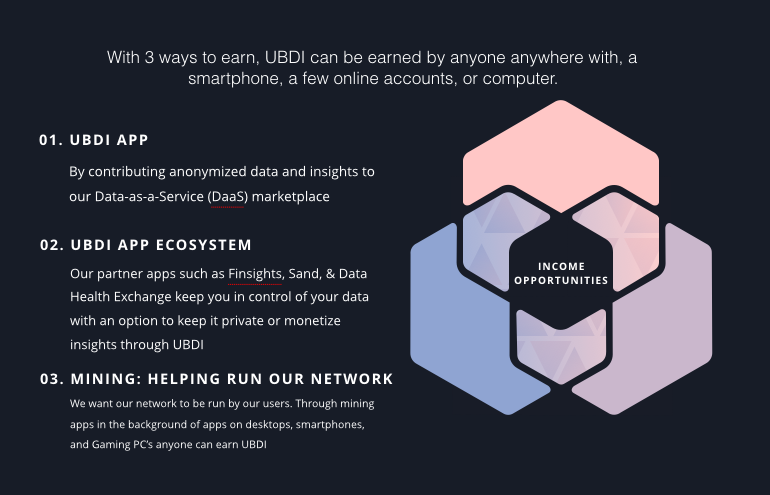 With 3 ways to earn, UBDI can be earned by anyone anywhere with, a
smartphone, a few online accounts, or computer.
01. UBDI APP
By contributing anonymized data and insights to
our Data-as-a-Service (DaaS) marketplace
02. UBDI APP ECOSYSTEM
Our partner apps such as Finsights, Sand, & Data
Health Exchange keep you in control of your data
with an option to keep it private or monetize
insights through UBDI
03. MINING: HELPING RUN OUR NETWORK
We want our network to be run by our users. Through mining
apps in the background of apps on desktops, smartphones,
and Gaming PC's anyone can earn UBDI
INCOME
OPPORTUNITIES